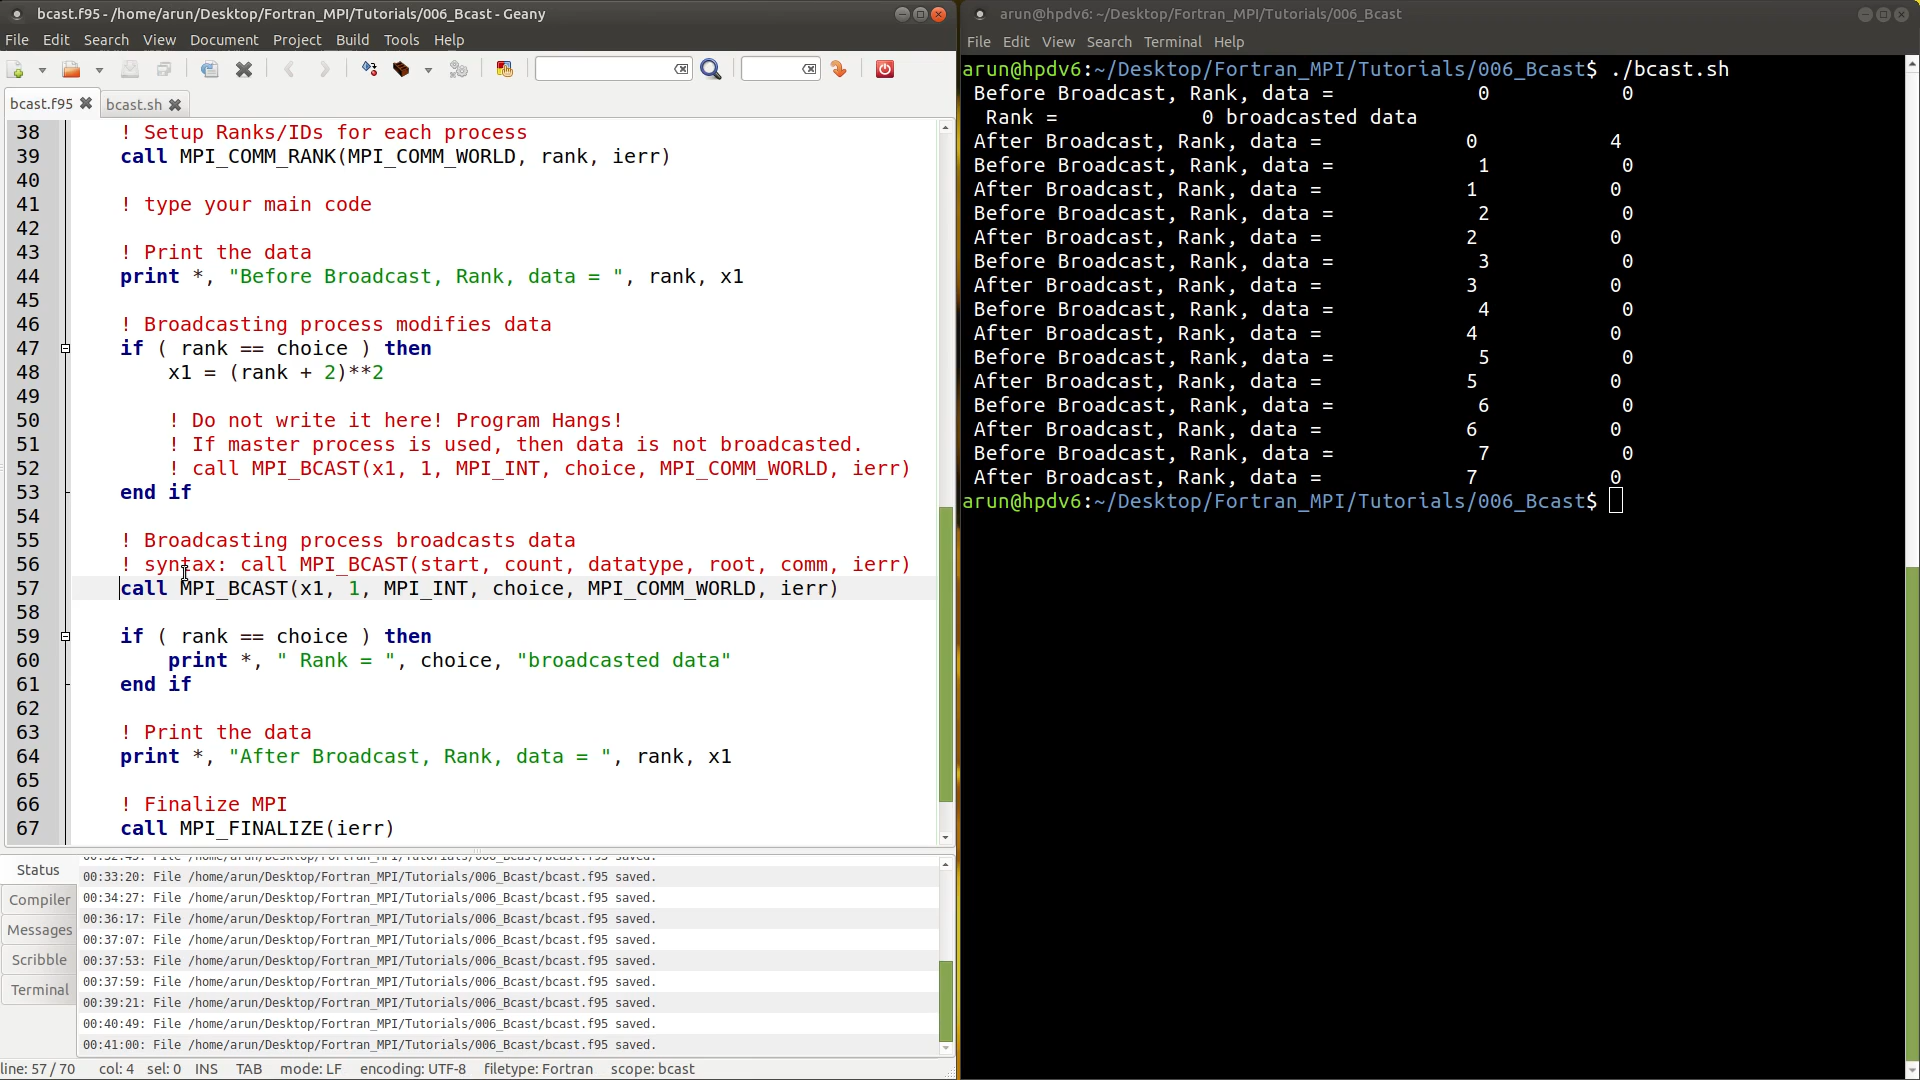 bcast.f95 - /home/arun/Desktop/Fortran_MPI/Tutorials/006_Bcast - Geany
File Edit Search View Document Project Build Tools Help
bcast.f95 bcast.sh
38 ! Setup Ranks/IDs for each process
39 call MPI_COMM_RANK(MPI_COMM_WORLD, rank, ierr)
40
41 ! type your main code
42
43 ! Print the data
44 print *, "Before Broadcast, Rank, data = ", rank, x1
45
46 ! Broadcasting process modifies data
47 if ( rank == choice ) then
48 x1 = (rank + 2)**2
49
50 ! Do not write it here! Program Hangs!
51 ! If master process is used, then data is not broadcasted.
52 ! call MPI_BCAST(x1, 1, MPI_INT, choice, MPI_COMM_WORLD, ierr)
53 end if
54
55 ! Broadcasting process broadcasts data
56 ! syntax: call MPI_BCAST(start, count, datatype, root, comm, ierr)
57 call MPI_BCAST(x1, 1, MPI_INT, choice, MPI_COMM_WORLD, ierr)
58
59 if ( rank == choice ) then
60 print *, " Rank = ", choice, "broadcasted data"
61 end if
62
63 ! Print the data
64 print *, "After Broadcast, Rank, data = ", rank, x1
65
66 ! Finalize MPI
67 call MPI_FINALIZE(ierr)
Status
Compiler
Messages
Scribble
Terminal
00:33:20: File /home/arun/Desktop/Fortran_MPI/Tutorials/006_Bcast/bcast.f95 saved.
00:34:27: File /home/arun/Desktop/Fortran_MPI/Tutorials/006_Bcast/bcast.f95 saved.
00:36:17: File /home/arun/Desktop/Fortran_MPI/Tutorials/006_Bcast/bcast.f95 saved.
00:37:07: File /home/arun/Desktop/Fortran_MPI/Tutorials/006_Bcast/bcast.f95 saved.
00:37:53: File /home/arun/Desktop/Fortran_MPI/Tutorials/006_Bcast/bcast.f95 saved.
00:37:59: File /home/arun/Desktop/Fortran_MPI/Tutorials/006_Bcast/bcast.f95 saved.
00:39:21: File /home/arun/Desktop/Fortran_MPI/Tutorials/006_Bcast/bcast.f95 saved.
00:40:49: File /home/arun/Desktop/Fortran_MPI/Tutorials/006_Bcast/bcast.f95 saved.
00:41:00: File /home/arun/Desktop/Fortran_MPI/Tutorials/006_Bcast/bcast.f95 saved.
line: 57 / 70 col: 4 sel: 0 INS TAB mode: LF encoding: UTF-8 filetype: Fortran scope: bcast
arun@hpdv6: ~/Desktop/Fortran_MPI/Tutorials/006_Bcast
File Edit View Search Terminal Help
arun@hpdv6:~/Desktop/Fortran_MPI/Tutorials/006_Bcast$ ./bcast.sh
Before Broadcast, Rank, data = 0 0
Rank = 0 broadcasted data
After Broadcast, Rank, data = 0 4
Before Broadcast, Rank, data = 1 0
After Broadcast, Rank, data = 1 0
Before Broadcast, Rank, data = 2 0
After Broadcast, Rank, data = 2 0
Before Broadcast, Rank, data = 3 0
After Broadcast, Rank, data = 3 0
Before Broadcast, Rank, data = 4 0
After Broadcast, Rank, data = 4 0
Before Broadcast, Rank, data = 5 0
After Broadcast, Rank, data = 5 0
Before Broadcast, Rank, data = 6 0
After Broadcast, Rank, data = 6 0
Before Broadcast, Rank, data = 7 0
After Broadcast, Rank, data = 7 0
arun@hpdv6:~/Desktop/Fortran_MPI/Tutorials/006_Bcast$